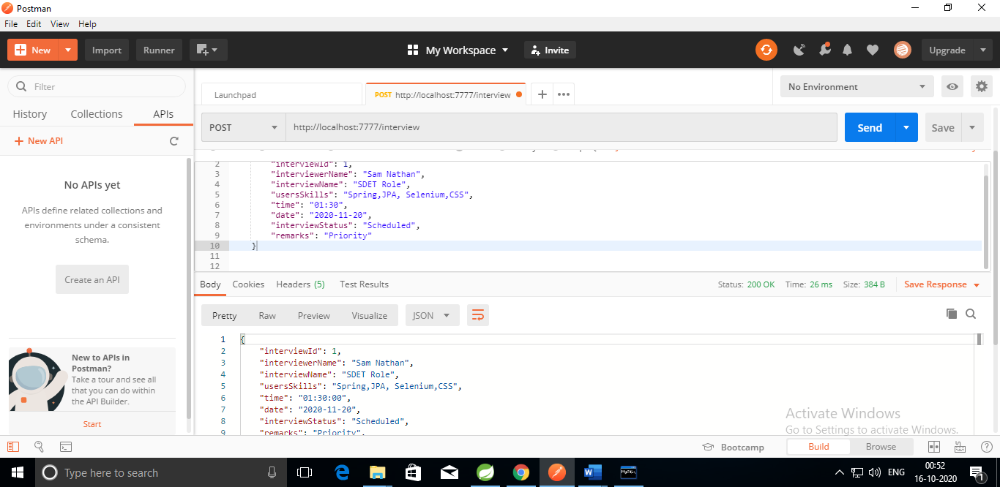 Postman
File Edit View Help
New Import Runner My Workspace Invite Upgrade
Filter
History Collections APIs
+ New API
No APIs yet
APIs define related collections and
environments under a consistent
schema.
Create an API
New to APIs in
Postman?
Take a tour and see all
that you can do within
the API Builder.
Start
Launchpad POST http://localhost:7777/interview + ••• No Environment
POST http://localhost:7777/interview Send Save
2 "interviewId": 1,
3 "interviewerName": "Sam Nathan",
4 "interviewName": "SDET Role",
5 "usersSkills": "Spring,JPA, Selenium,CSS",
6 "time": "01:30",
7 "date": "2020-11-20",
8 "interviewStatus": "Scheduled",
9 "remarks": "Priority"
10 }
11
12
Body Cookies Headers (5) Test Results Status: 200 OK Time: 26 ms Size: 384 B Save Response
Pretty Raw Preview Visualize JSON
1 {
2 "interviewId": 1,
3 "interviewerName": "Sam Nathan",
4 "interviewName": "SDET Role",
5 "usersSkills": "Spring,JPA, Selenium,CSS",
6 "time": "01:30:00",
7 "date": "2020-11-20",
8 "interviewStatus": "Scheduled",
9 "remarks": "Priority",
Activate Windows
Go to Settings to activate Windows.
Bootcamp Build Browse
Type here to search
MySQL
ENG
00:52
16-10-2020
1